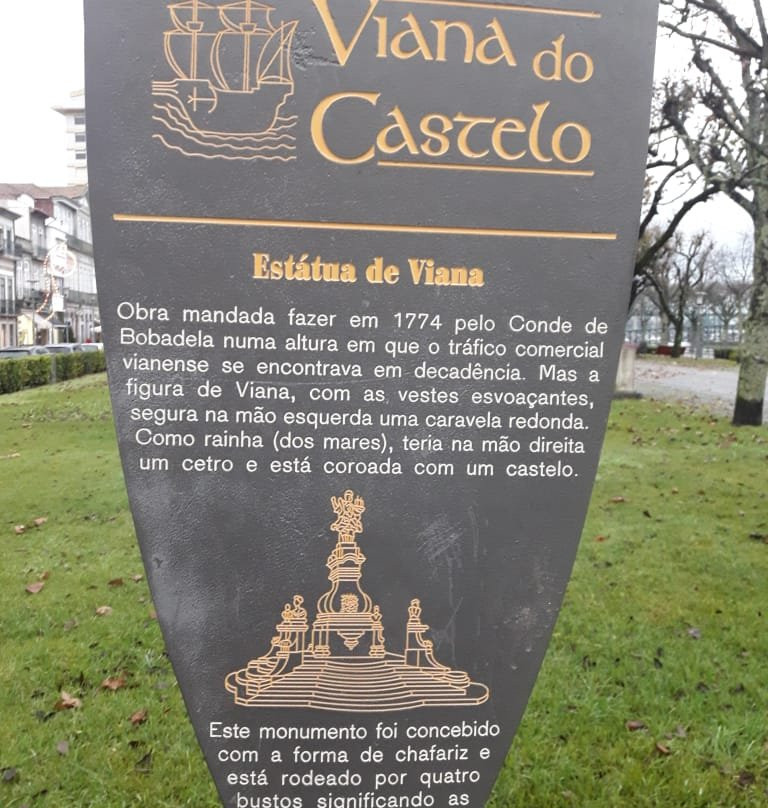 Viana do
Castelo
Estátua de Viana
Obra mandada fazer em 1774 pelo Conde de
Bobadela numa altura em que o tráfico comercial
vianense se encontrava em decadência. Mas a
figura de Viana, com as vestes esvoaçantes,
segura na mão esquerda uma caravela redonda.
Como rainha (dos mares), teria na mão direita
um cetro e está coroada com um castelo.
Este monumento foi concebido
com a forma de chafariz e
está rodeado por quatro
bustos significando as